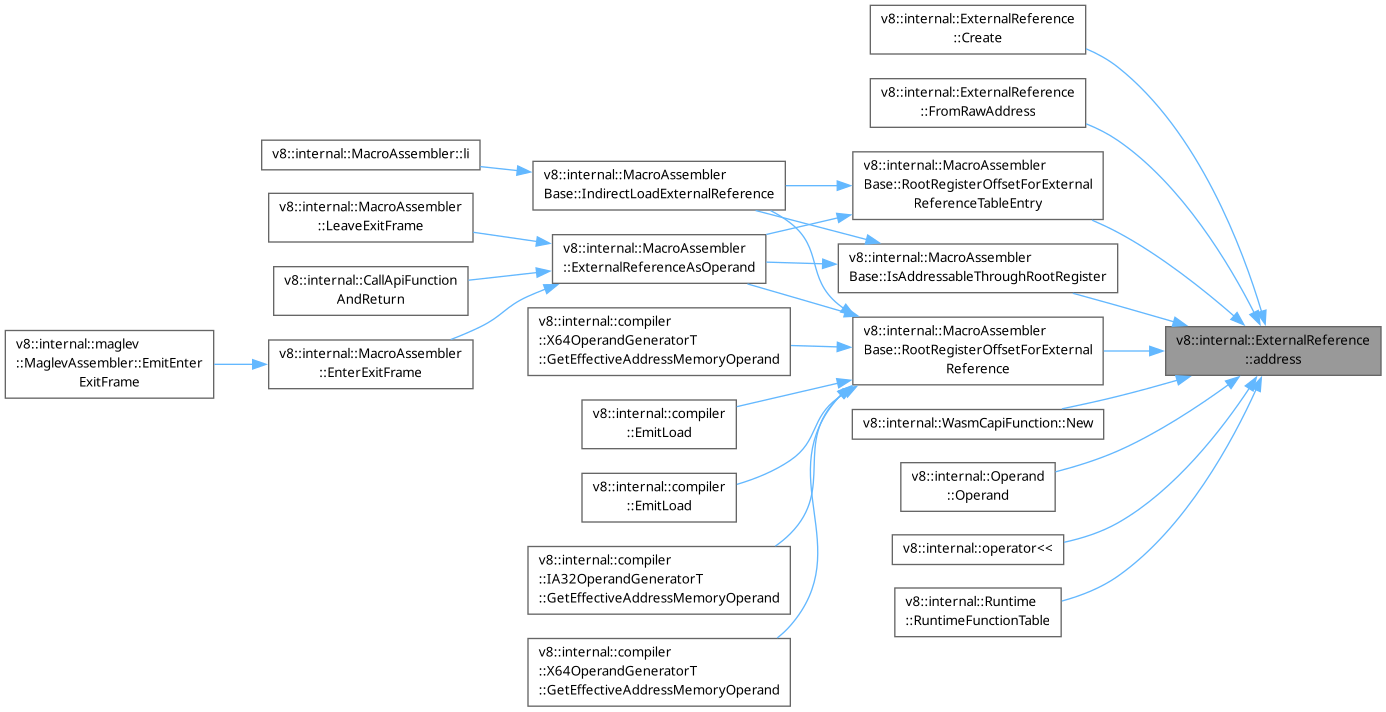 v8::internal::ExternalReference
::Create
v8::internal::ExternalReference
::FromRawAddress
v8::internal::MacroAssembler::li
v8::internal::MacroAssembler
Base::IndirectLoadExternalReference
v8::internal::MacroAssembler
Base::RootRegisterOffsetForExternal
ReferenceTableEntry
v8::internal::MacroAssembler
::LeaveExitFrame
v8::internal::MacroAssembler
::ExternalReferenceAsOperand
v8::internal::MacroAssembler
Base::IsAddressableThroughRootRegister
v8::internal::CallApiFunction
AndReturn
v8::internal::compiler
::X64OperandGeneratorT
::GetEffectiveAddressMemoryOperand
v8::internal::MacroAssembler
Base::RootRegisterOffsetForExternal
Reference
v8::internal::ExternalReference
::address
v8::internal::maglev
::MaglevAssembler::EmitEnter
ExitFrame
v8::internal::MacroAssembler
::EnterExitFrame
v8::internal::compiler
::EmitLoad
v8::internal::WasmCapiFunction::New
v8::internal::compiler
::EmitLoad
v8::internal::Operand
::Operand
v8::internal::operator<<
v8::internal::compiler
::IA32OperandGeneratorT
::GetEffectiveAddressMemoryOperand
v8::internal::Runtime
::RuntimeFunctionTable
v8::internal::compiler
::X64OperandGeneratorT
::GetEffectiveAddressMemoryOperand